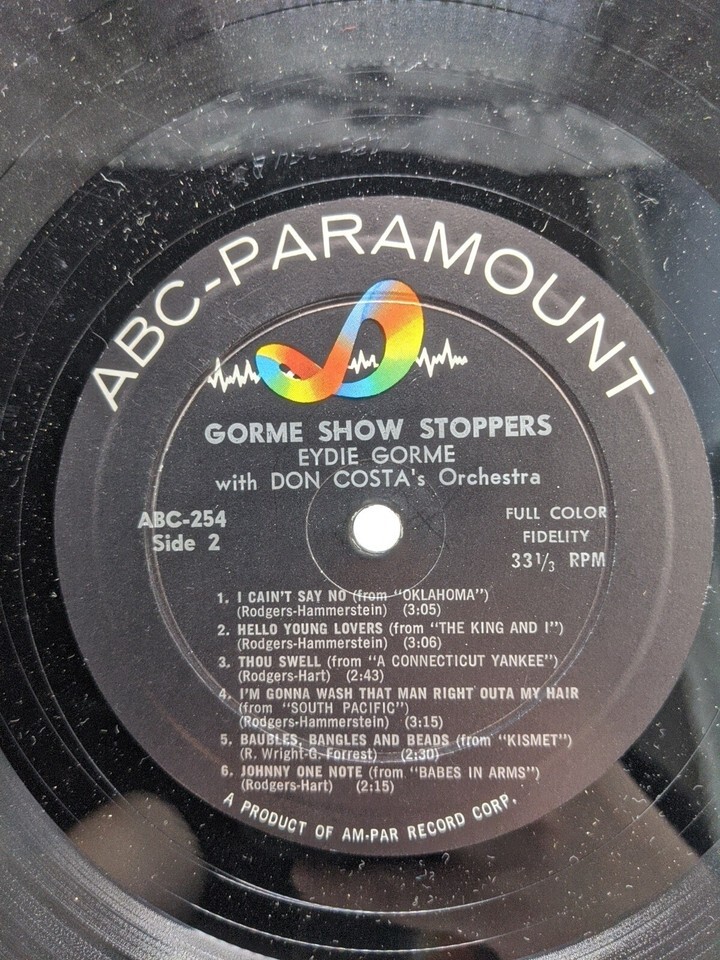 ABC-PARAMOUNT
GORME SHOW STOPPERS
EYDIE GORME
with DON COSTA's Orchestra
ABC-254
Side 2
FULL COLOR
FIDELITY
33 1/3 RPM
1. I CAIN'T SAY NO (from "OKLAHOMA")
(Rodgers-Hammerstein) (3:05)
2. HELLO YOUNG LOVERS (from "THE KING AND I")
(Rodgers-Hammerstein) (3:06)
3. THOU SWELL (from "A CONNECTICUT YANKEE")
(Rodgers-Hart) (2:43)
4. I'M GONNA WASH THAT MAN RIGHT OUTA MY HAIR
(from "SOUTH PACIFIC")
(Rodgers-Hammerstein) (3:15)
5. BAUBLES, BANGLES AND BEADS (from "KISMET")
(R. Wright-G. Forrest) (2:30)
6. JOHNNY ONE NOTE (from "BABES IN ARMS")
(Rodgers-Hart) (2:15)
A PRODUCT OF AM-PAR RECORD CORP.